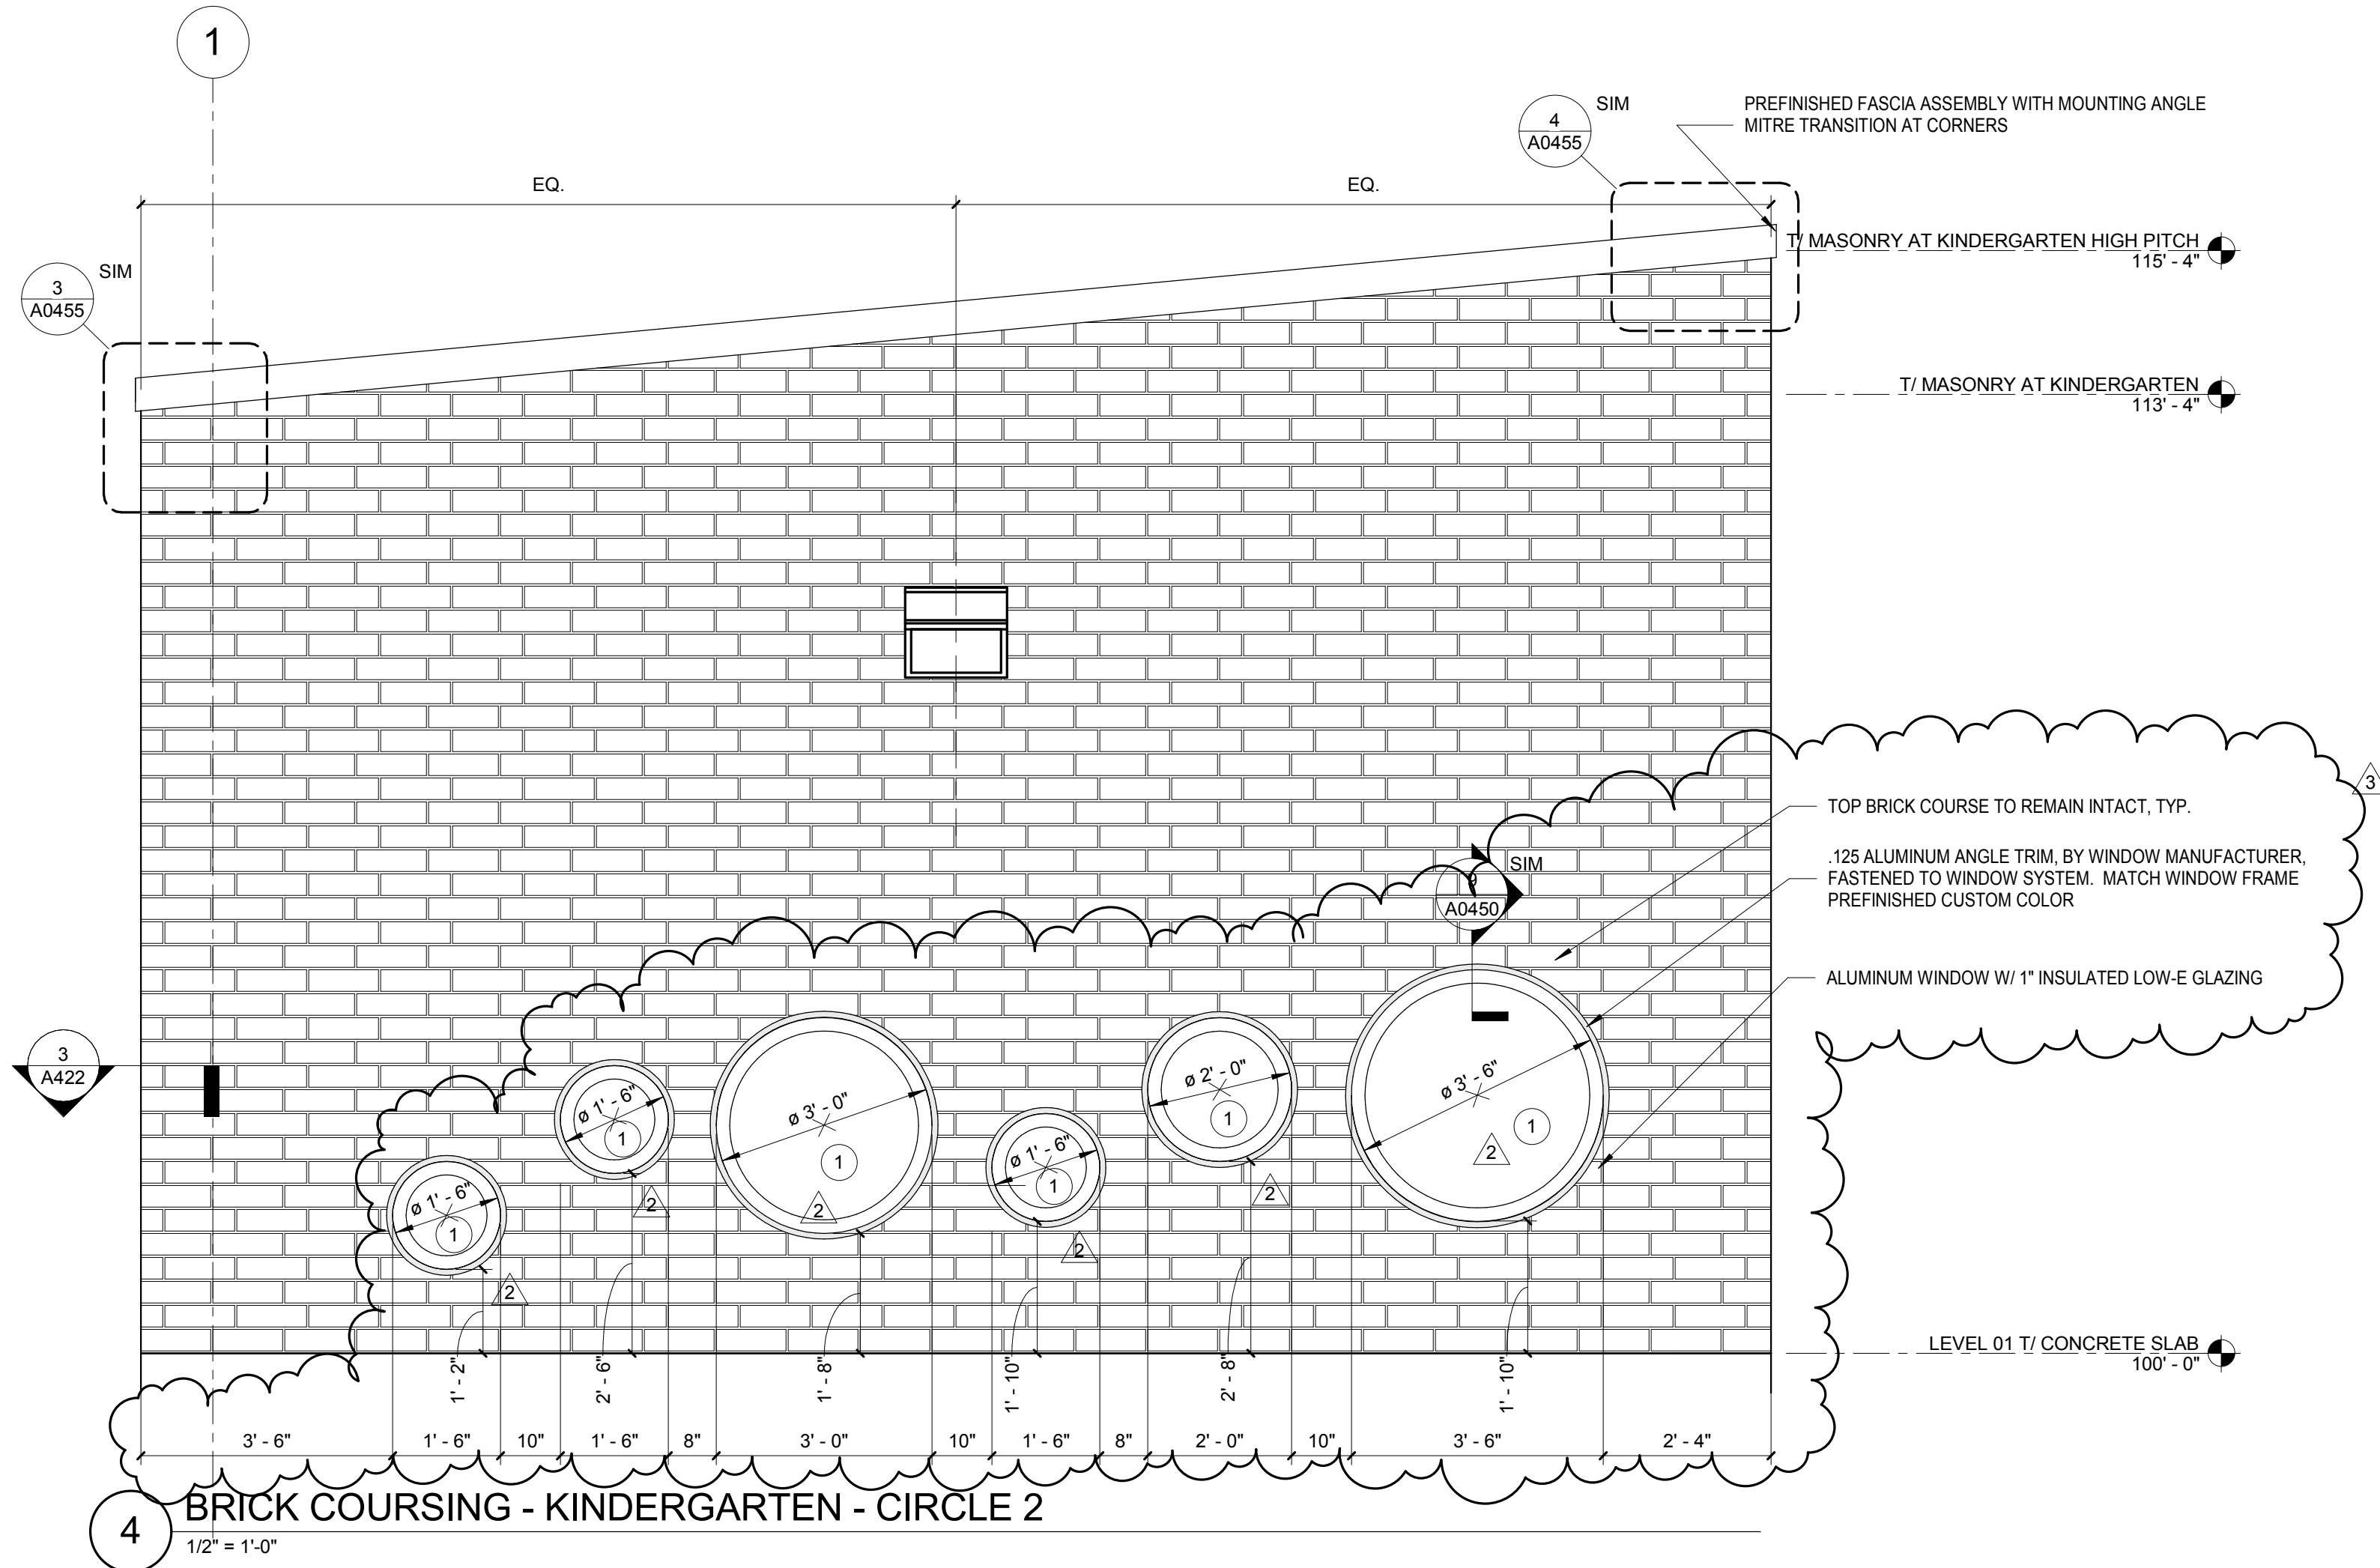 1
4
A0455
SIM
PREFINISHED FASCIA ASSEMBLY WITH MOUNTING ANGLE
MITRE TRANSITION AT CORNERS
EQ.
EQ.
T/ MASONRY AT KINDERGARTEN HIGH PITCH
115' - 4"
3
A0455
SIM
T/ MASONRY AT KINDERGARTEN
113' - 4"
3
TOP BRICK COURSE TO REMAIN INTACT, TYP.
.125 ALUMINUM ANGLE TRIM, BY WINDOW MANUFACTURER,
FASTENED TO WINDOW SYSTEM.  MATCH WINDOW FRAME
PREFINISHED CUSTOM COLOR
9
A0450
SIM
ALUMINUM WINDOW W/ 1" INSULATED LOW-E GLAZING
3
A422
ø 1' - 6"
1
2
ø 1' - 6"
1
2
ø 3' - 0"
1
2
ø 1' - 6"
1
2
ø 2' - 0"
1
2
ø 3' - 6"
1
2
LEVEL 01 T/ CONCRETE SLAB
100' - 0"
1' - 2"
2' - 6"
1' - 8"
1' - 10"
2' - 8"
1' - 10"
3' - 6"
1' - 6"
10"
1' - 6"
8"
3' - 0"
10"
1' - 6"
8"
2' - 0"
10"
3' - 6"
2' - 4"
4
BRICK COURSING - KINDERGARTEN - CIRCLE 2
1/2" = 1'-0"